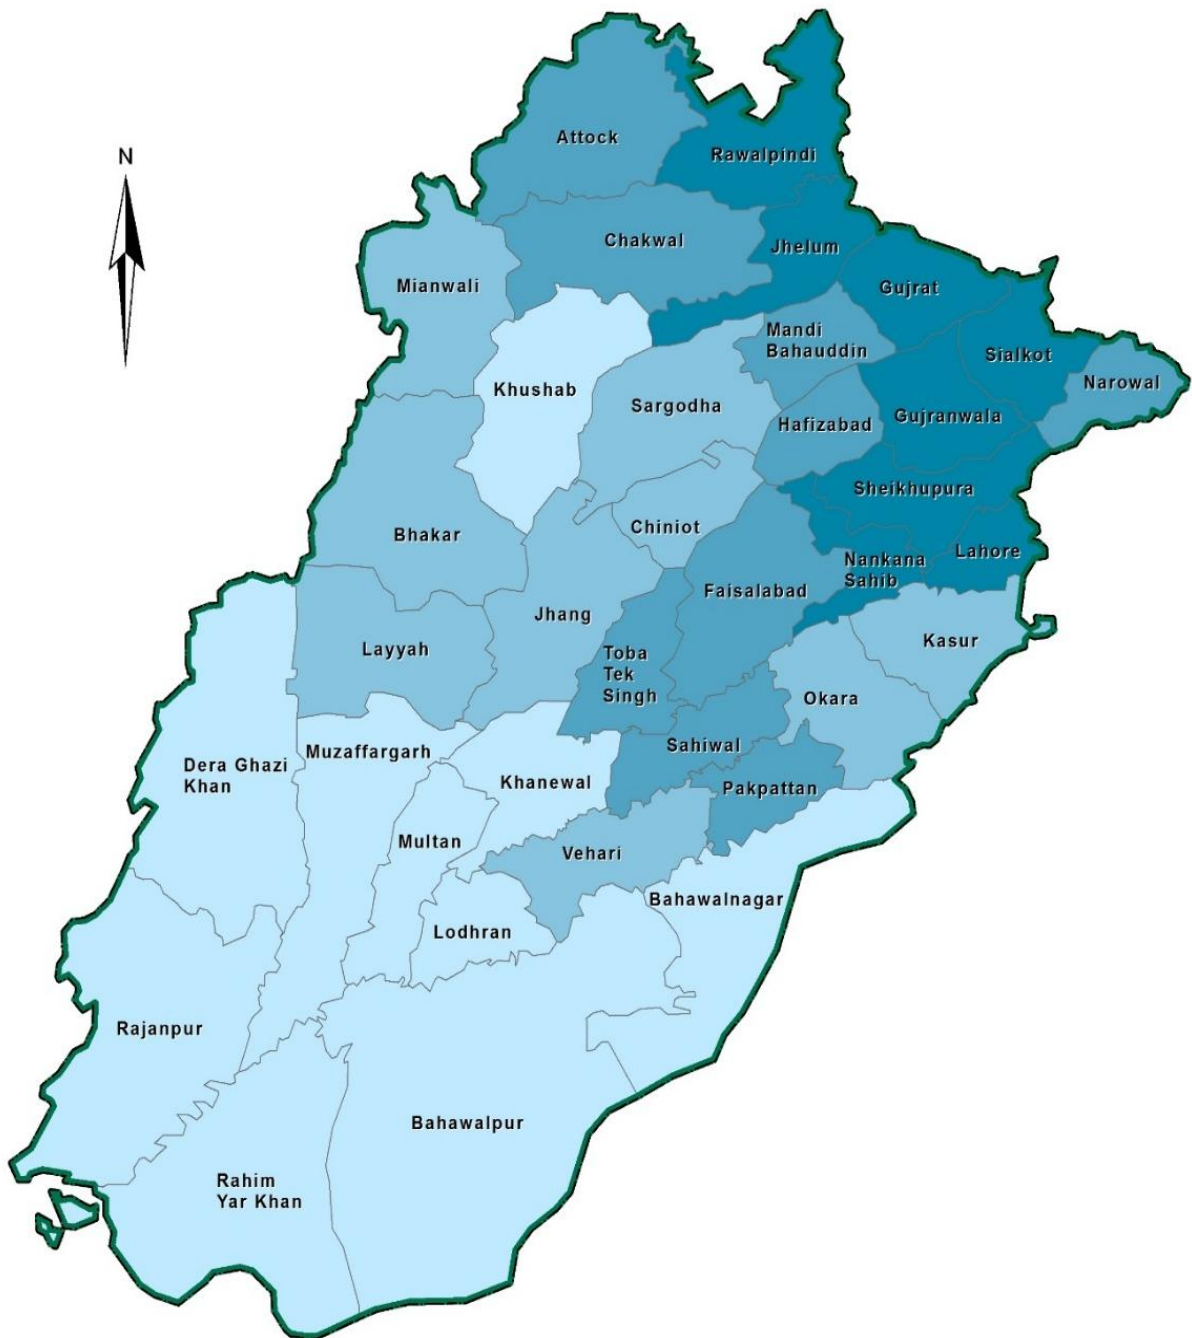 N
Attock
Rawalpindi
Chakwal
Jhelum
Mianwali
Gujrat
Mandi
Bahauddin
Sialkot
Narowal
Khushab
Sargodha
Hafizabad
Gujranwala
Sheikhupura
Bhakar
Chiniot
Nankana
Sahib
Lahore
Faisalabad
Jhang
Layyah
Toba
Tek
Singh
Kasur
Okara
Muzaffargarh
Sahiwal
Dera Ghazi
Khan
Khanewal
Pakpattan
Multan
Vehari
Bahawalnagar
Lodhran
Rajanpur
Bahawalpur
Rahim
Yar Khan